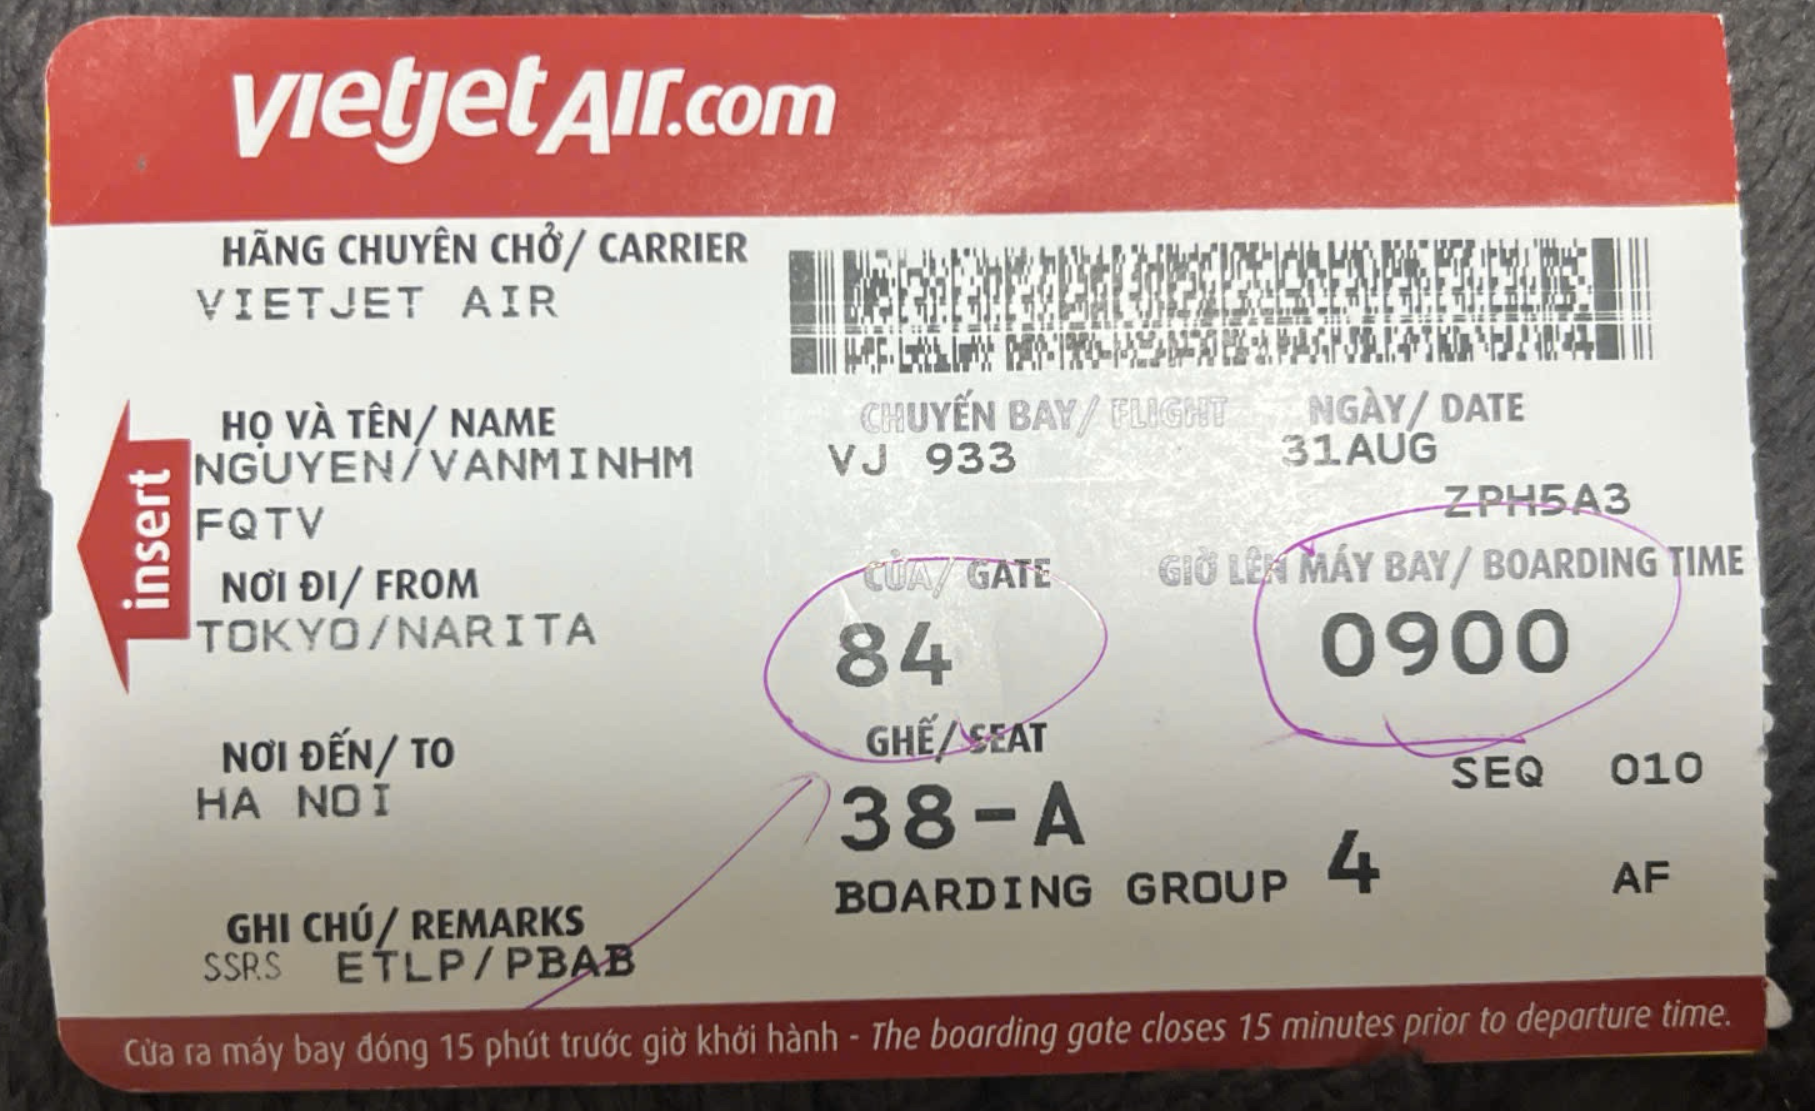 vietjetAir.com
HÃNG CHUYÊN CHỞ/ CARRIER
VIETJET AIR
HỌ VÀ TÊN/ NAME
NGUYEN/VANMINHM
FQTV
CHUYẾN BAY/ FLIGHT
VJ 933
NGÀY/ DATE
31AUG
ZPH5A3
insert
NƠI ĐI/ FROM
TOKYO/NARITA
CỬA/ GATE
84
GIỜ LÊN MÁY BAY/ BOARDING TIME
0900
NƠI ĐẾN/ TO
HA NOI
GHẾ/ SEAT
38-A
SEQ 010
BOARDING GROUP 4
AF
GHI CHÚ/ REMARKS
SSRS ETLP/PBAB
Cửa ra máy bay đóng 15 phút trước giờ khởi hành - The boarding gate closes 15 minutes prior to departure time.